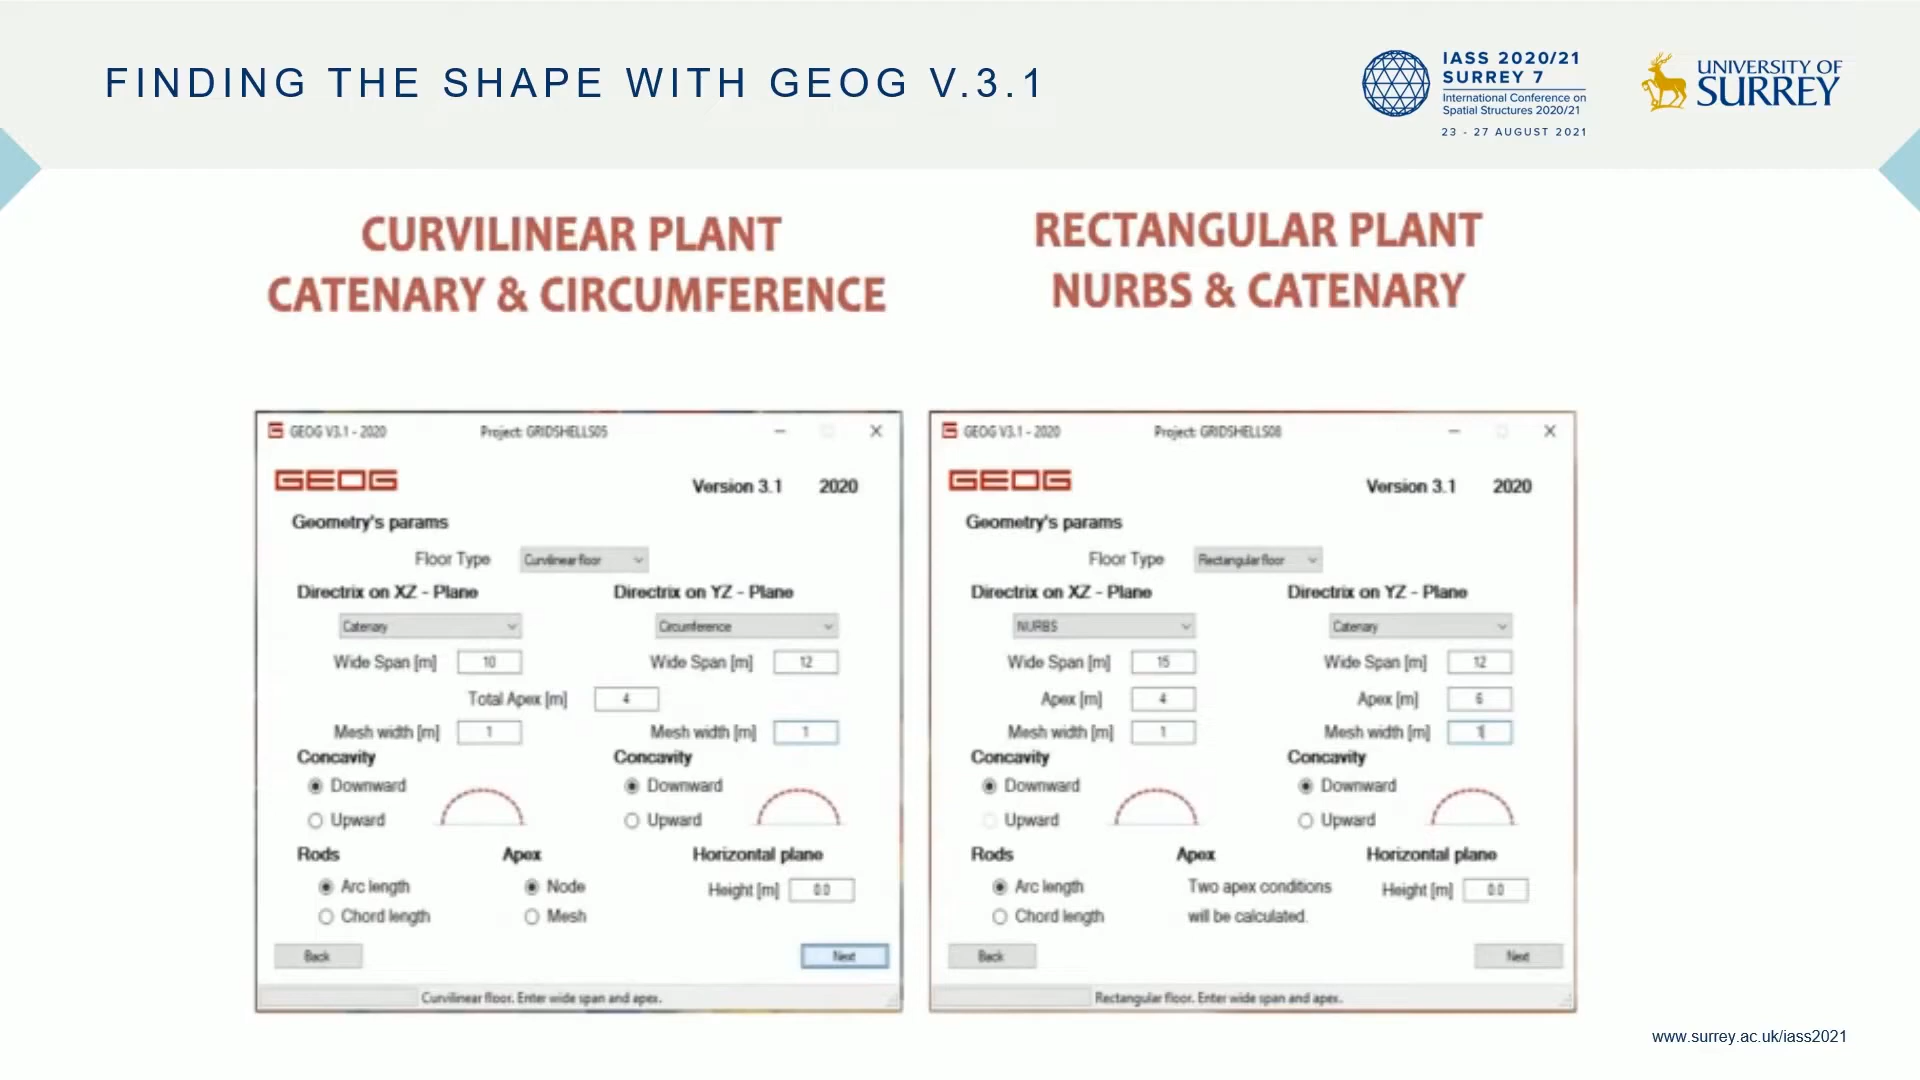 FINDING THE SHAPE WITH GEOG V.3.1
IASS 2020/21
SURREY 7
International Conference on
Spatial Structures 2020/21
23 - 27 AUGUST 2021
UNIVERSITY OF
SURREY
CURVILINEAR PLANT
CATENARY & CIRCUMFERENCE
RECTANGULAR PLANT
NURBS & CATENARY
GEOG V3.1 - 2020 Project: GRIDSHELLS05
GEOG Version 3.1 2020
Geometry's params
Floor Type Curvilinear floor
Directrix on XZ - Plane Directrix on YZ - Plane
Catenary Circumference
Wide Span [m] 10 Wide Span [m] 12
Total Apex [m] 4
Mesh width [m] 1 Mesh width [m] 1
Concavity Concavity
Downward Downward
Upward Upward
Rods Apex Horizontal plane
Arc length Node Height [m] 0.0
Chord length Mesh
Back Next
Curvilinear floor. Enter wide span and apex.
GEOG V3.1 - 2020 Project: GRIDSHELLS08
GEOG Version 3.1 2020
Geometry's params
Floor Type Rectangular floor
Directrix on XZ - Plane Directrix on YZ - Plane
NURBS Catenary
Wide Span [m] 15 Wide Span [m] 12
Apex [m] 4 Apex [m] 6
Mesh width [m] 1 Mesh width [m] 1
Concavity Concavity
Downward Downward
Upward Upward
Rods Apex Horizontal plane
Arc length Two apex conditions Height [m] 0.0
Chord length will be calculated.
Back Next
Rectangular floor. Enter wide span and apex.
www.surrey.ac.uk/iass2021